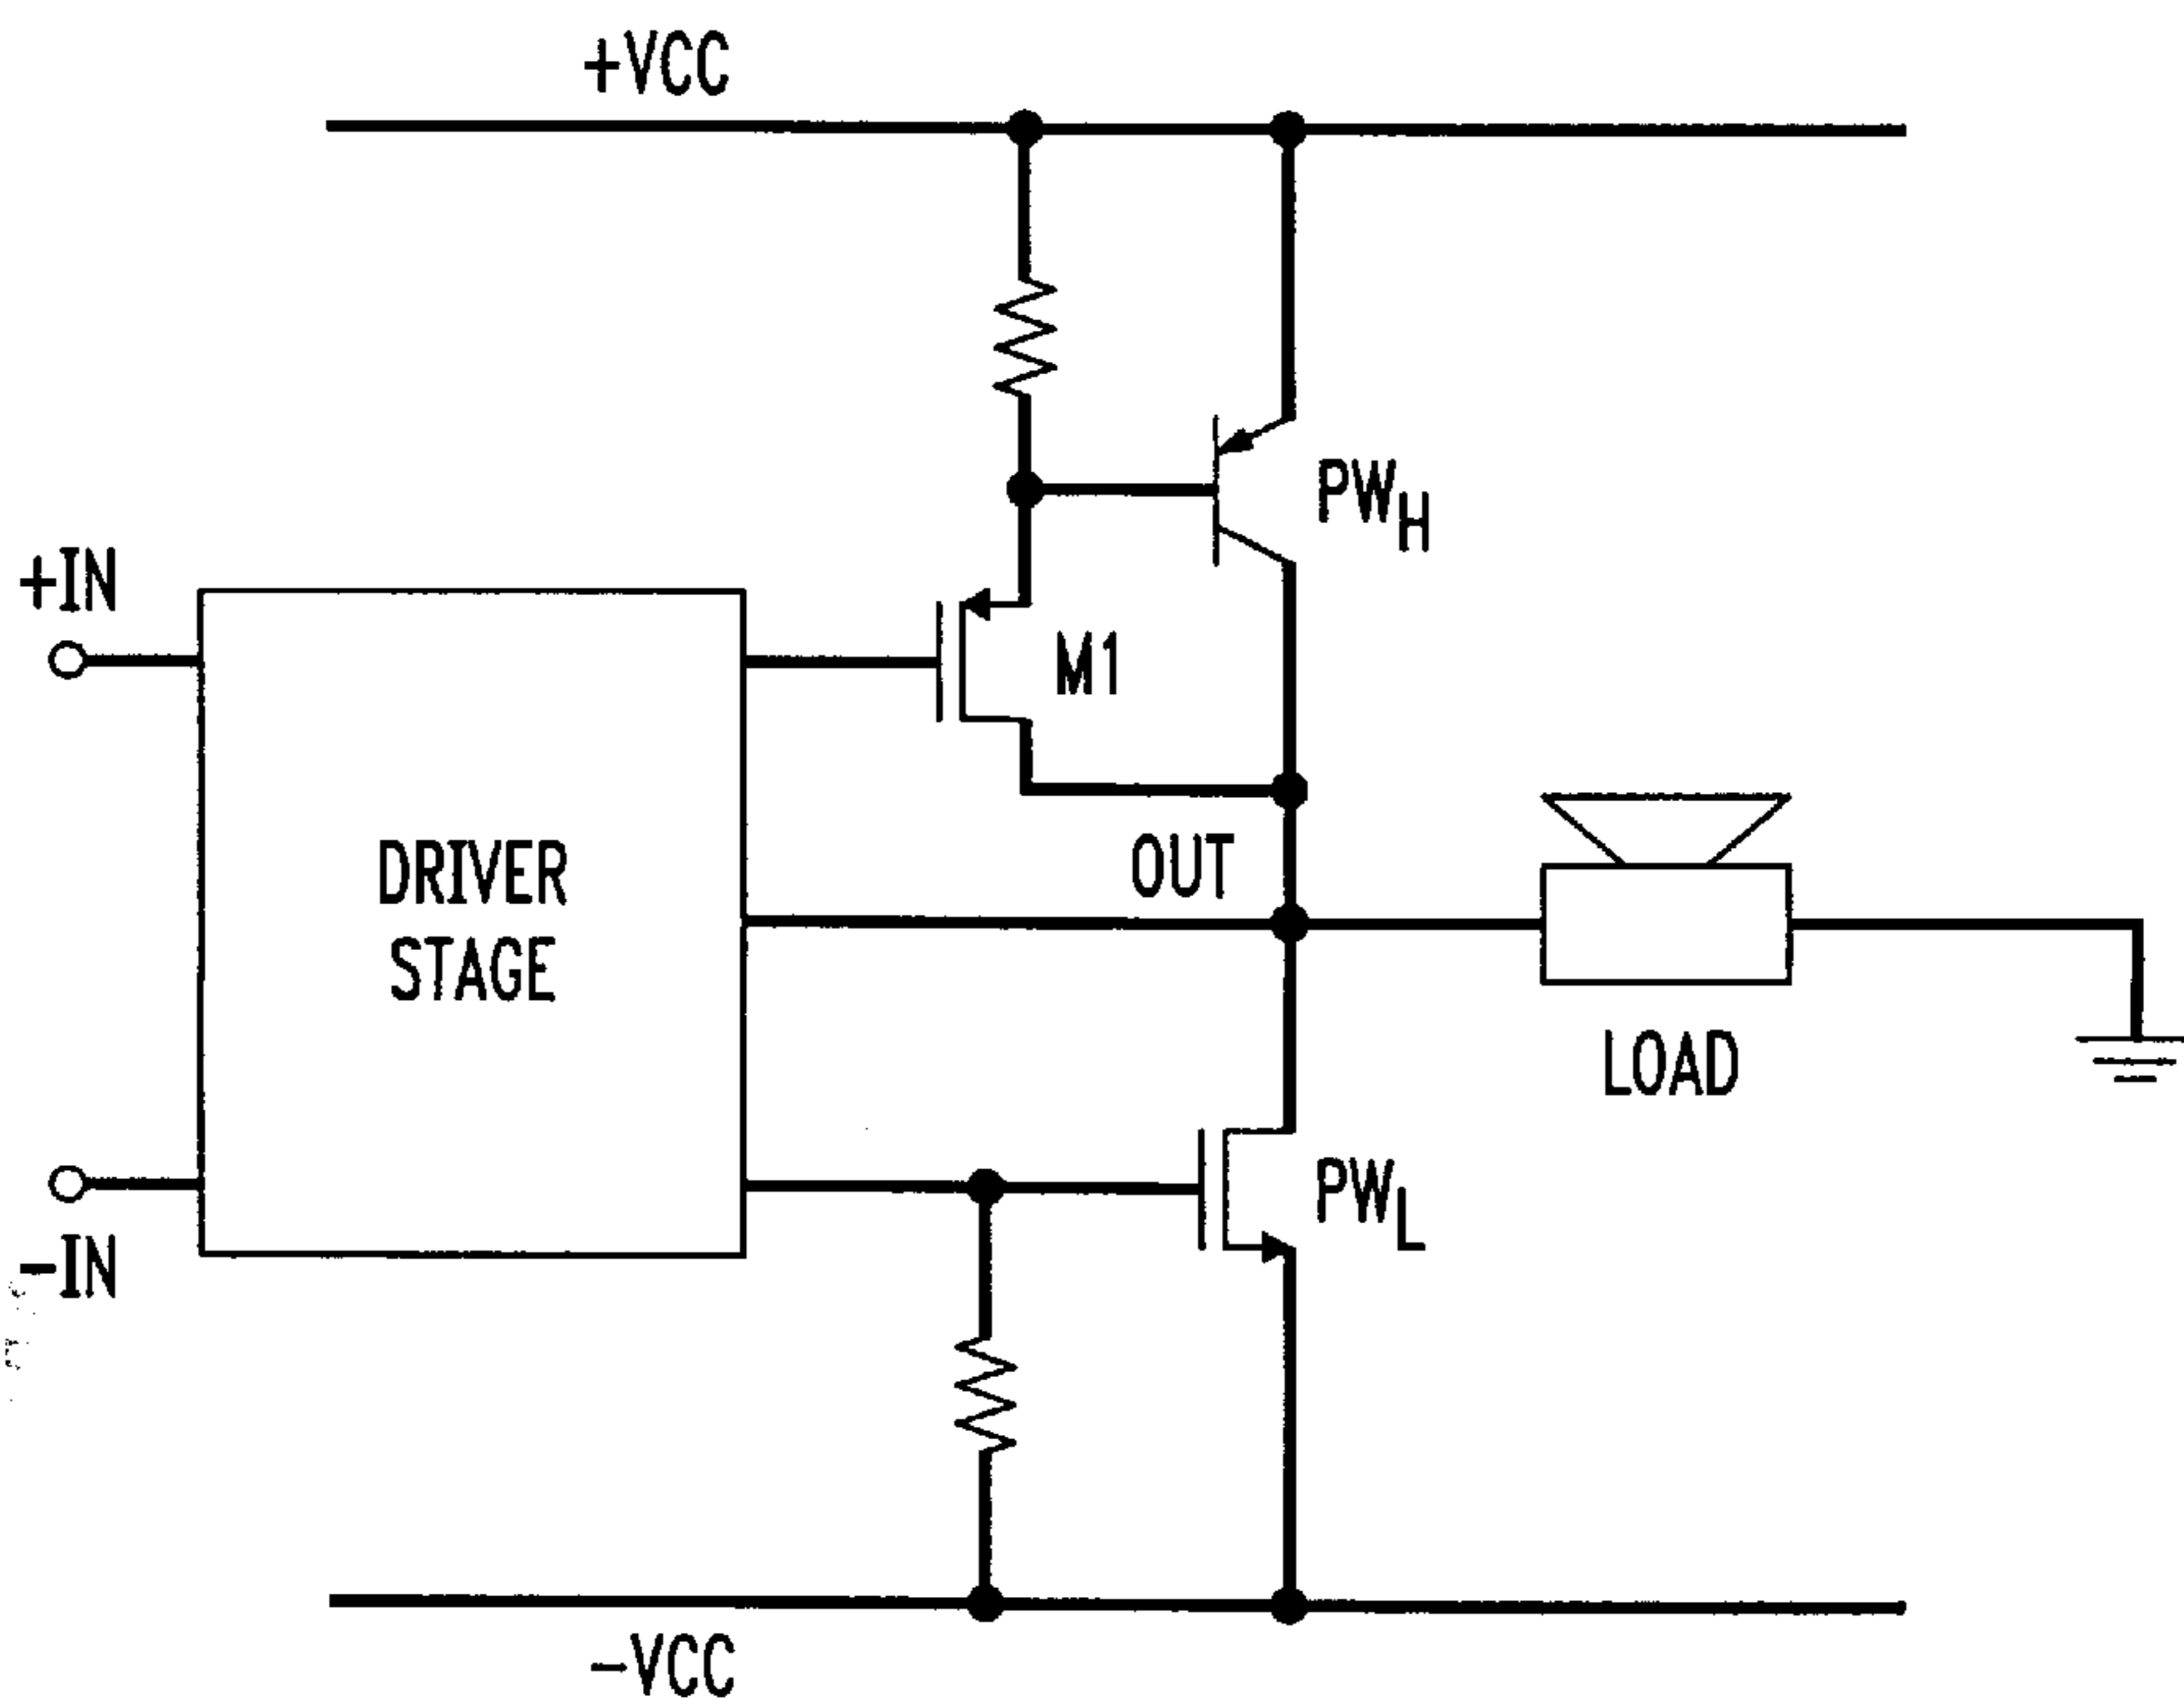 +VCC
PWH
+IN
M1
OUT
DRIVER
STAGE
LOAD
PWL
-IN
-VCC